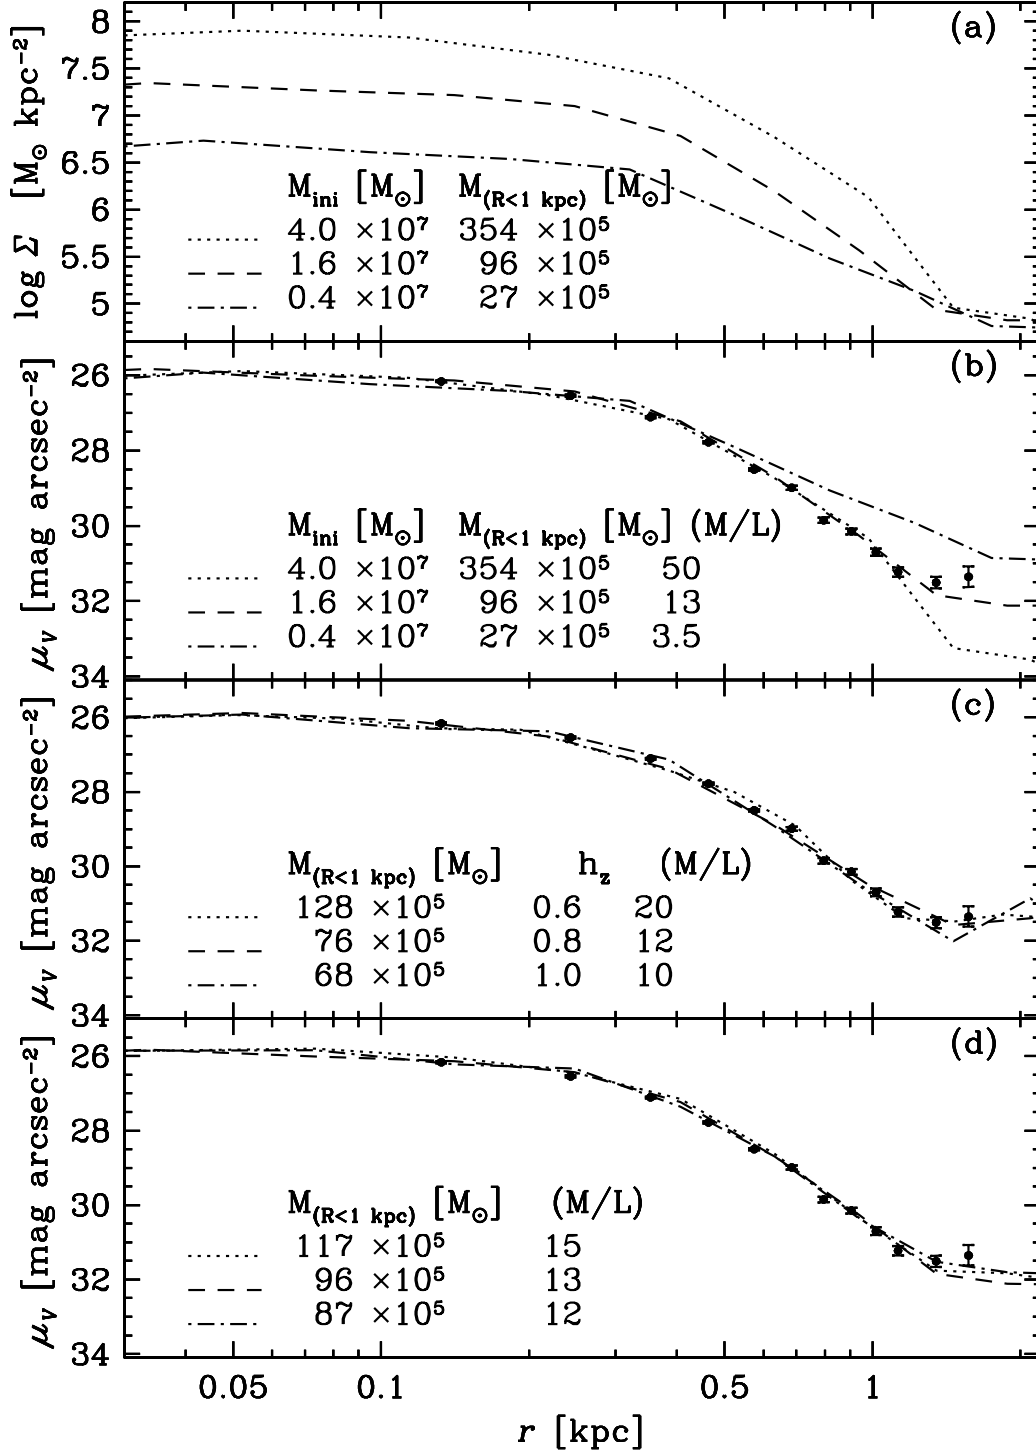 (a)
8
7.5
7
6.5
6
5.5
5
log Σ [M⊙ kpc⁻²]
M_ini [M⊙] M_(R<1 kpc) [M⊙]
4.0 ×10⁷ 354 ×10⁵
1.6 ×10⁷ 96 ×10⁵
0.4 ×10⁷ 27 ×10⁵
(b)
26
28
30
32
34
μ_V [mag arcsec⁻²]
M_ini [M⊙] M_(R<1 kpc) [M⊙] (M/L)
4.0 ×10⁷ 354 ×10⁵ 50
1.6 ×10⁷ 96 ×10⁵ 13
0.4 ×10⁷ 27 ×10⁵ 3.5
(c)
26
28
30
32
34
μ_V [mag arcsec⁻²]
M_(R<1 kpc) [M⊙] h_z (M/L)
128 ×10⁵ 0.6 20
76 ×10⁵ 0.8 12
68 ×10⁵ 1.0 10
(d)
26
28
30
32
34
μ_V [mag arcsec⁻²]
M_(R<1 kpc) [M⊙] (M/L)
117 ×10⁵ 15
96 ×10⁵ 13
87 ×10⁵ 12
0.05 0.1 0.5 1
r [kpc]